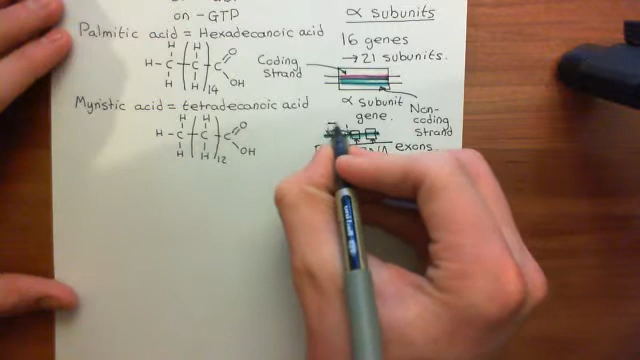 on -GTP
Palmitic acid = Hexadecanoic acid
H H O
H-C-(C)-C
H H OH
14
Myristic acid = tetradecanoic acid
H H O
H-C-(C)-C
H H OH
12
α subunits
16 genes
→ 21 subunits.
Coding strand
α subunit gene.
Non-coding strand
exons.